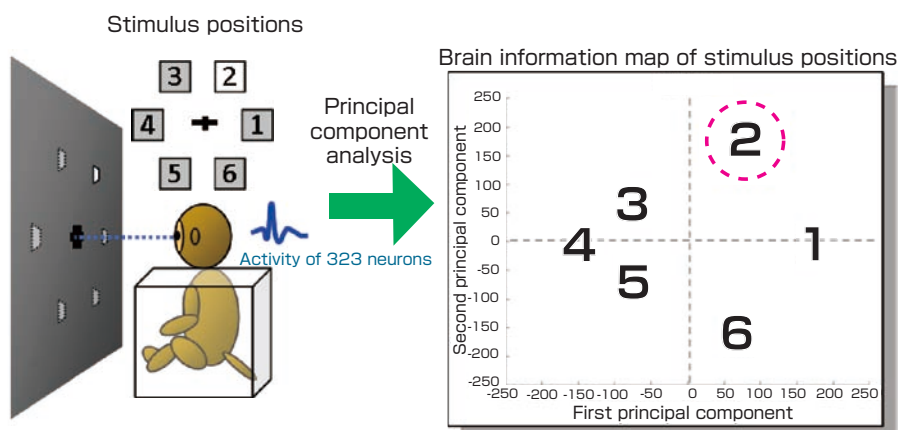 Stimulus positions
3 2
4 1
5 6
Activity of 323 neurons
Principal
component
analysis
Brain information map of stimulus positions
Second principal component
250
200
150
100
50
0
-50
-100
-150
-200
-250
2
3
4 1
5
6
-250 -200 -150 -100 -50 0 50 100 150 200 250
First principal component